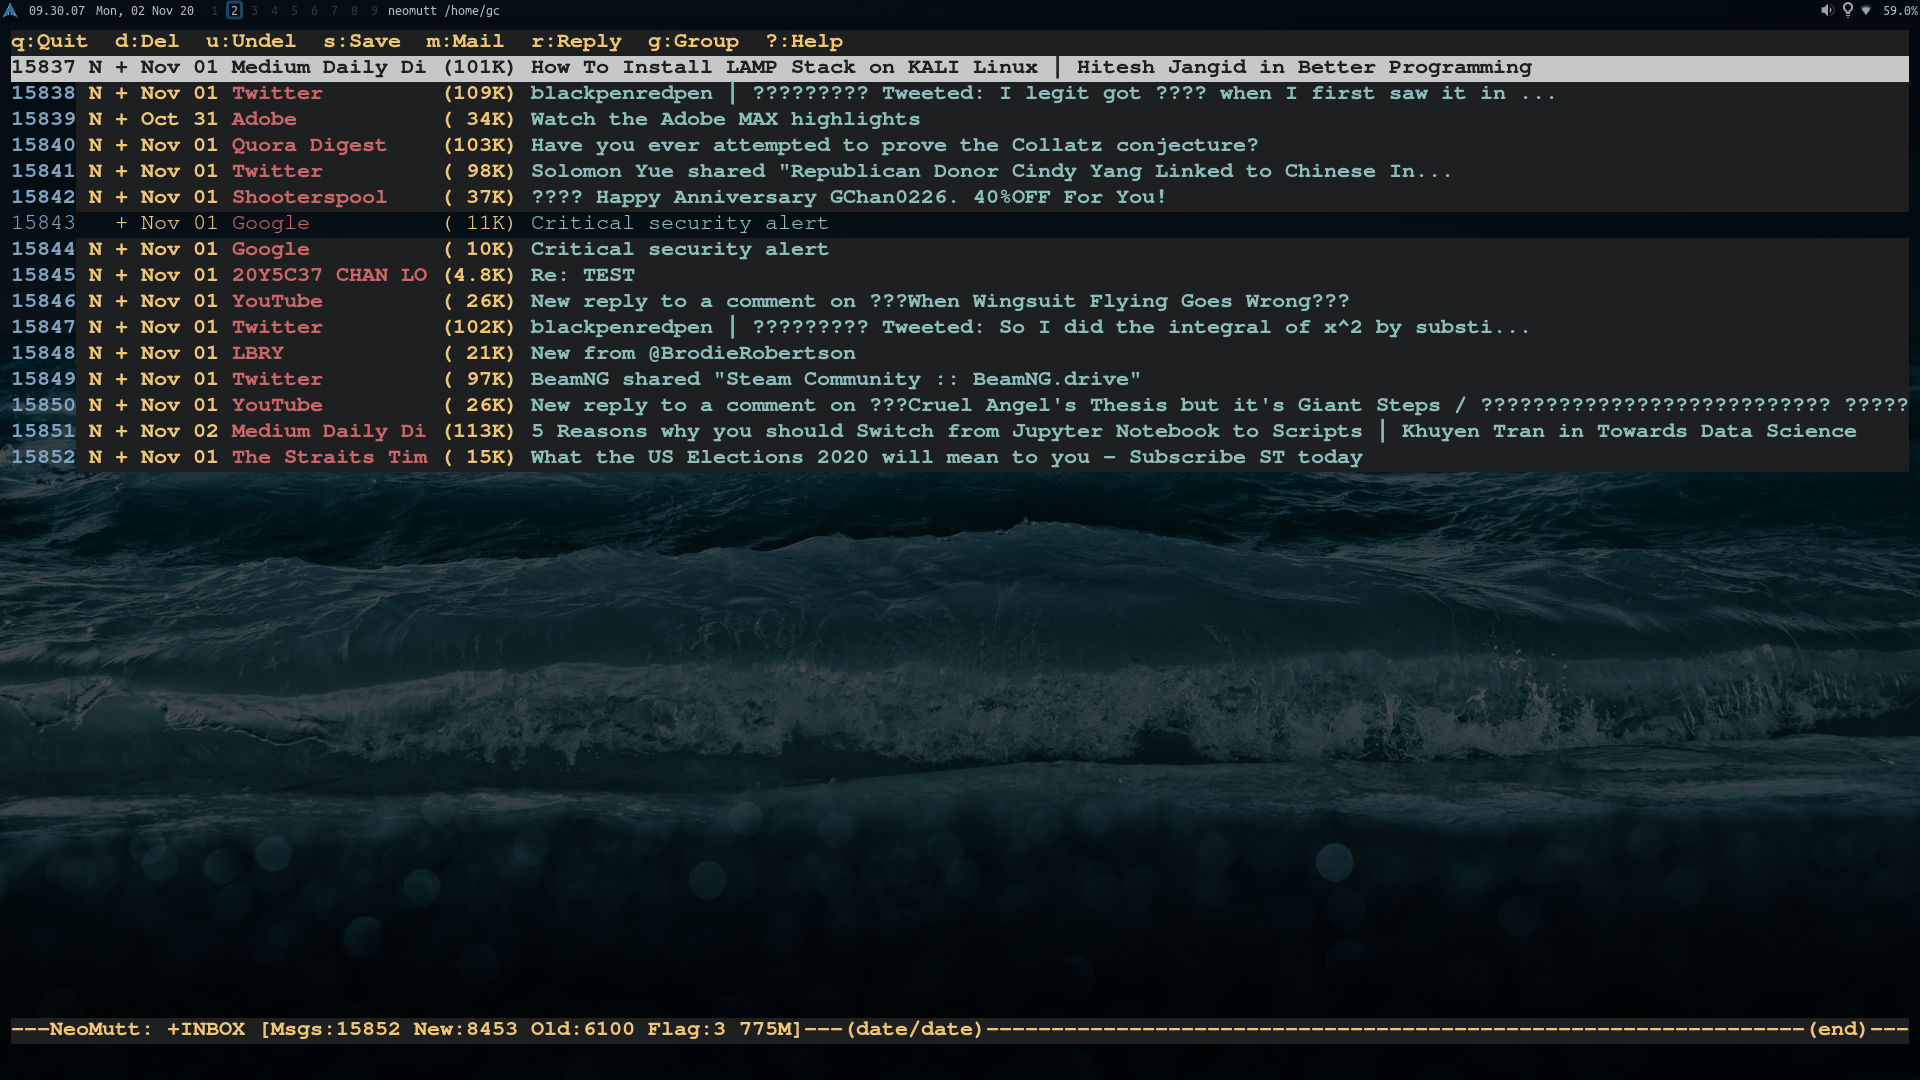 09.30.07 Mon, 02 Nov 20 1 2 3 4 5 6 7 8 9 neomutt /home/gc 59.0%
q:Quit d:Del u:Undel s:Save m:Mail r:Reply g:Group ?:Help
15837 N + Nov 01 Medium Daily Di (101K) How To Install LAMP Stack on KALI Linux | Hitesh Jangid in Better Programming
15838 N + Nov 01 Twitter (109K) blackpenredpen | ????????? Tweeted: I legit got ???? when I first saw it in ...
15839 N + Oct 31 Adobe ( 34K) Watch the Adobe MAX highlights
15840 N + Nov 01 Quora Digest (103K) Have you ever attempted to prove the Collatz conjecture?
15841 N + Nov 01 Twitter ( 98K) Solomon Yue shared "Republican Donor Cindy Yang Linked to Chinese In...
15842 N + Nov 01 Shooterspool ( 37K) ???? Happy Anniversary GChan0226. 40%OFF For You!
15843 + Nov 01 Google ( 11K) Critical security alert
15844 N + Nov 01 Google ( 10K) Critical security alert
15845 N + Nov 01 20Y5C37 CHAN LO (4.8K) Re: TEST
15846 N + Nov 01 YouTube ( 26K) New reply to a comment on ???When Wingsuit Flying Goes Wrong???
15847 N + Nov 01 Twitter (102K) blackpenredpen | ????????? Tweeted: So I did the integral of x^2 by substi...
15848 N + Nov 01 LBRY ( 21K) New from @BrodieRobertson
15849 N + Nov 01 Twitter ( 97K) BeamNG shared "Steam Community :: BeamNG.drive"
15850 N + Nov 01 YouTube ( 26K) New reply to a comment on ???Cruel Angel's Thesis but it's Giant Steps / ??????????????????????????? ?????
15851 N + Nov 02 Medium Daily Di (113K) 5 Reasons why you should Switch from Jupyter Notebook to Scripts | Khuyen Tran in Towards Data Science
15852 N + Nov 01 The Straits Tim ( 15K) What the US Elections 2020 will mean to you – Subscribe ST today
---NeoMutt: +INBOX [Msgs:15852 New:8453 Old:6100 Flag:3 775M]---(date/date)---------------------------------------------------------------(end)---